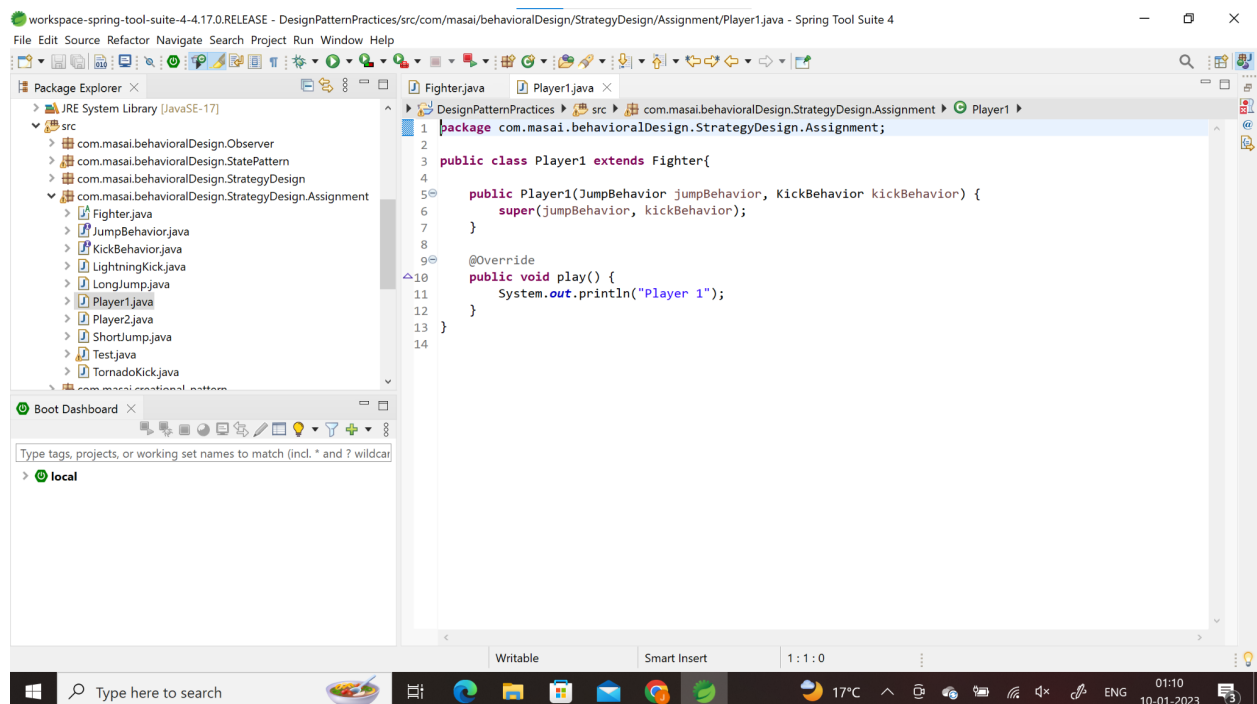 workspace-spring-tool-suite-4-4.17.0.RELEASE - DesignPatternPractices/src/com/masai/behavioralDesign/StrategyDesign/Assignment/Player1.java - Spring Tool Suite 4
File Edit Source Refactor Navigate Search Project Run Window Help
Package Explorer
JRE System Library [JavaSE-17]
src
com.masai.behavioralDesign.Observer
com.masai.behavioralDesign.StatePattern
com.masai.behavioralDesign.StrategyDesign
com.masai.behavioralDesign.StrategyDesign.Assignment
Fighter.java
JumpBehavior.java
KickBehavior.java
LightningKick.java
LongJump.java
Player1.java
Player2.java
ShortJump.java
Test.java
TornadoKick.java
com.masai.creational_pattern
Boot Dashboard
Type tags, projects, or working set names to match (incl. * and ? wildcar
local
Fighter.java Player1.java
DesignPatternPractices src com.masai.behavioralDesign.StrategyDesign.Assignment Player1
1 package com.masai.behavioralDesign.StrategyDesign.Assignment;
2
3 public class Player1 extends Fighter{
4
5 public Player1(JumpBehavior jumpBehavior, KickBehavior kickBehavior) {
6 super(jumpBehavior, kickBehavior);
7 }
8
9 @Override
10 public void play() {
11 System.out.println("Player 1");
12 }
13 }
14
Writable Smart Insert 1 : 1 : 0
Type here to search 17°C ENG 01:10
10-01-2023 3